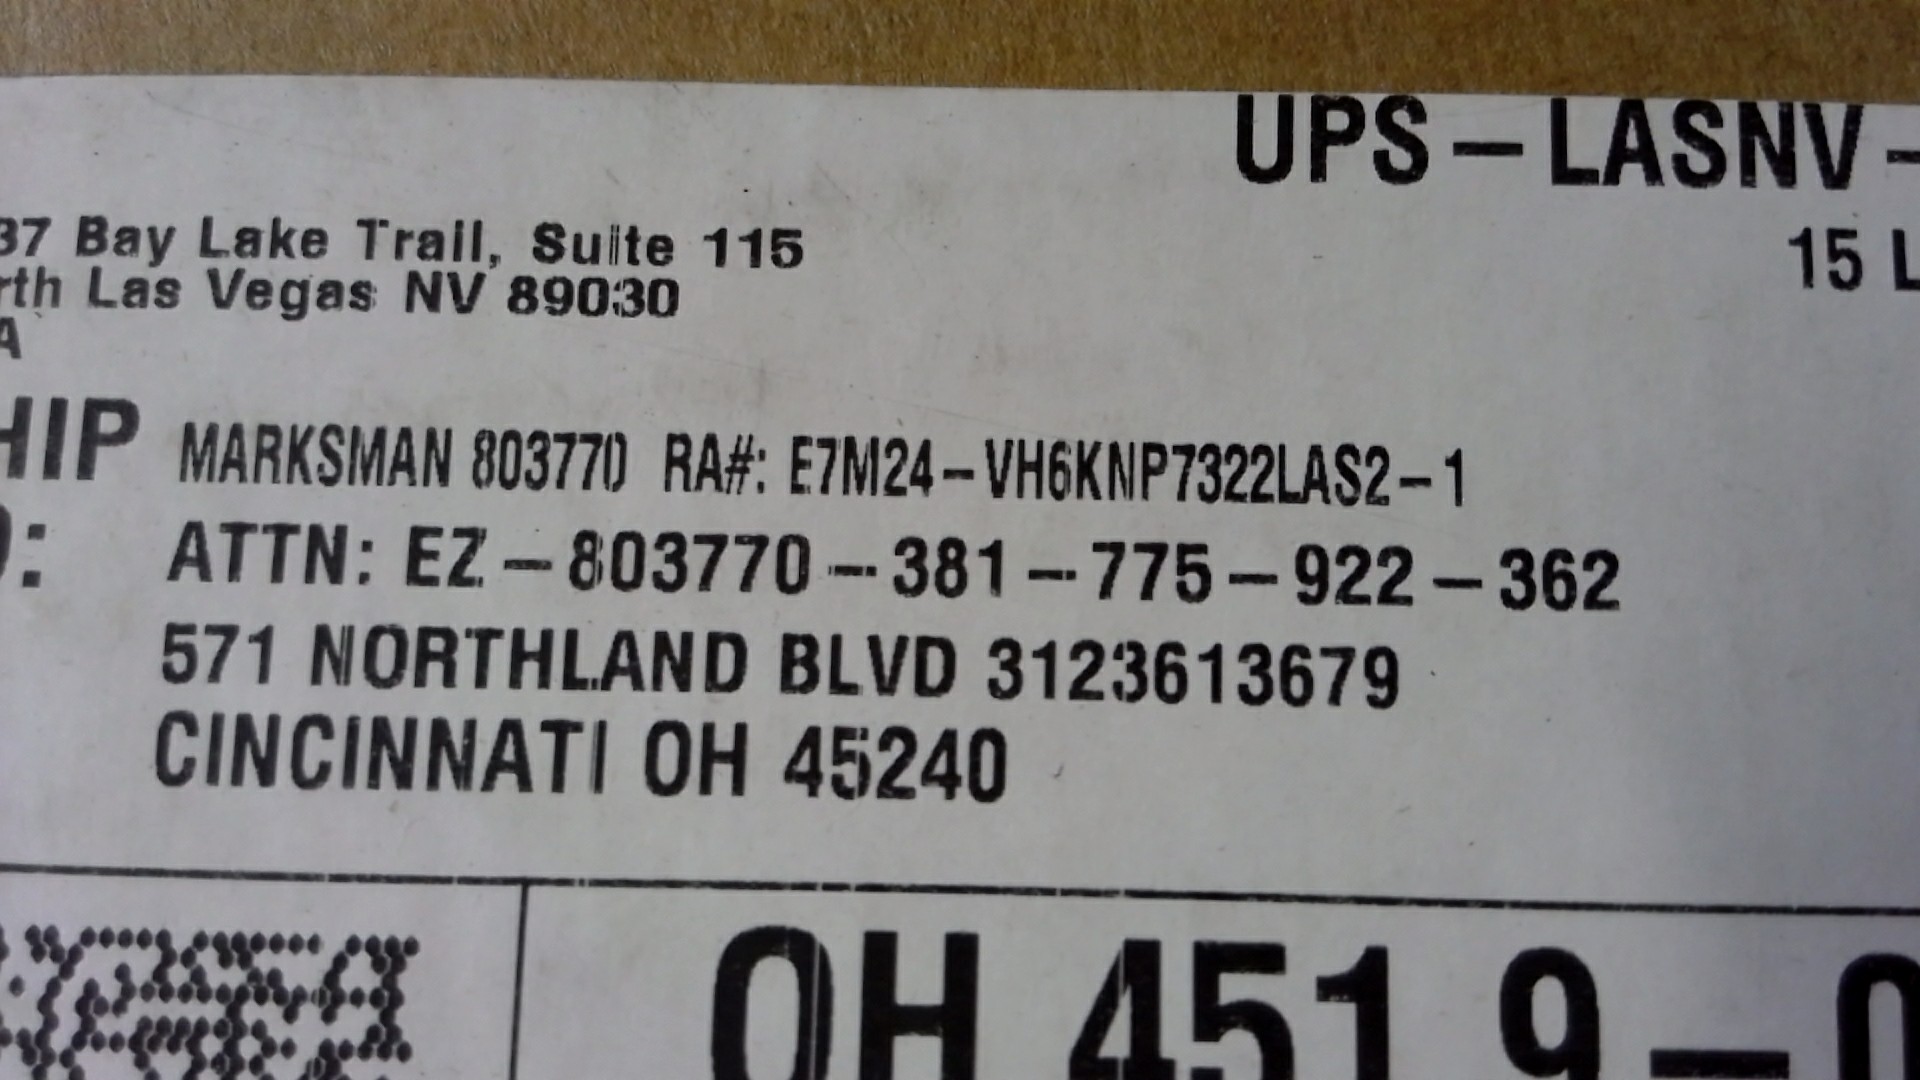 UPS - LASNV -
37 Bay Lake Trail, Suite 115
15 L
rth Las Vegas NV 89030
A
HIP MARKSMAN 803770 RA#: E7M24-VH6KNP7322LAS2-1
: ATTN: EZ-803770-381-775-922-362
571 NORTHLAND BLVD 3123613679
CINCINNATI OH 45240
OH 451 9-0